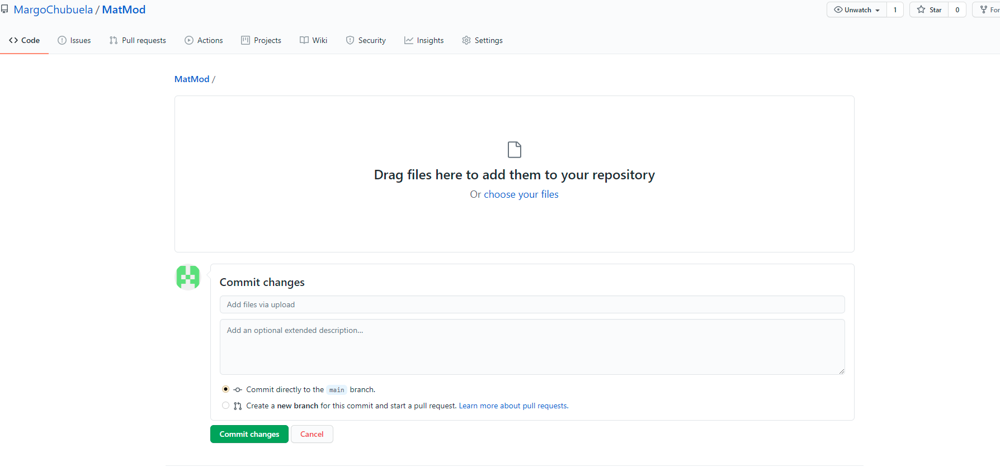 MargoChubuela / MatMod
Unwatch 1 Star 0 For
Code Issues Pull requests Actions Projects Wiki Security Insights Settings
MatMod /
Drag files here to add them to your repository
Or choose your files
Commit changes
Add files via upload
Add an optional extended description...
Commit directly to the main branch.
Create a new branch for this commit and start a pull request. Learn more about pull requests.
Commit changes Cancel